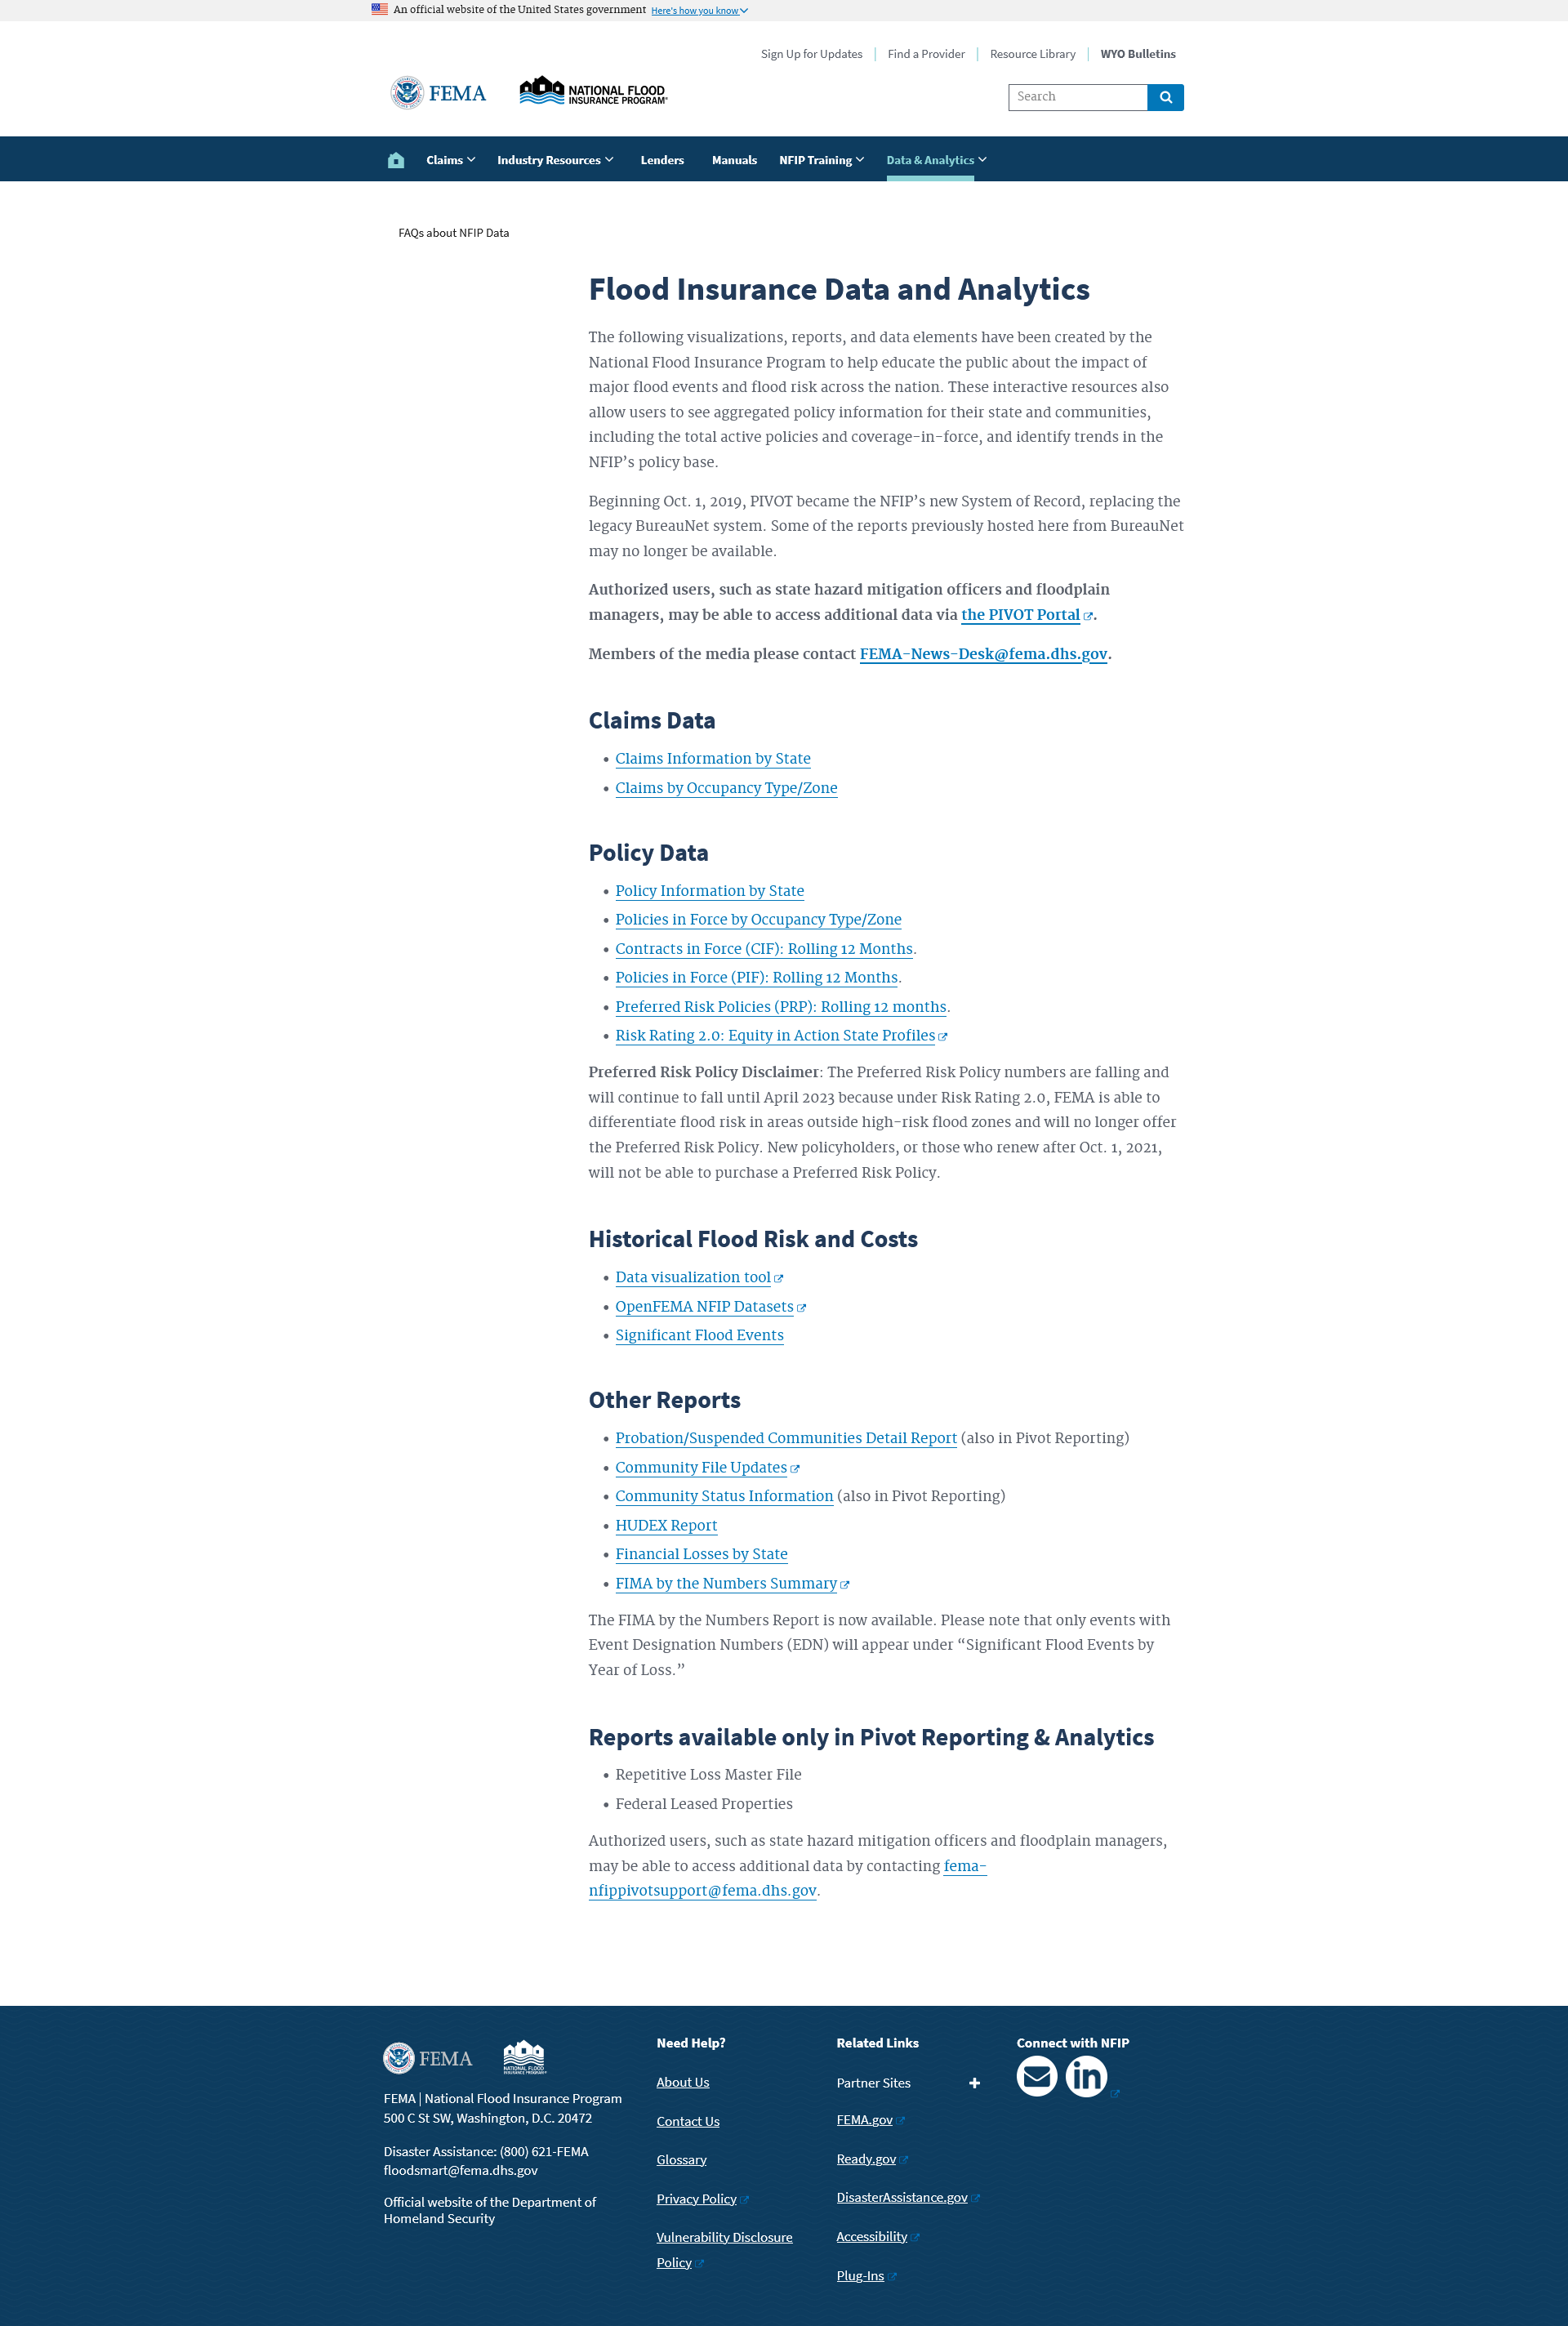 An official website of the United States government Here's how you know
Sign Up for Updates
Find a Provider
Resource Library
WYO Bulletins
FEMA
NATIONAL FLOOD
INSURANCE PROGRAM®
Search
Claims
Industry Resources
Lenders
Manuals
NFIP Training
Data & Analytics
FAQs about NFIP Data
Flood Insurance Data and Analytics
The following visualizations, reports, and data elements have been created by the
National Flood Insurance Program to help educate the public about the impact of
major flood events and flood risk across the nation. These interactive resources also
allow users to see aggregated policy information for their state and communities,
including the total active policies and coverage-in-force, and identify trends in the
NFIP’s policy base.
Beginning Oct. 1, 2019, PIVOT became the NFIP’s new System of Record, replacing the
legacy BureauNet system. Some of the reports previously hosted here from BureauNet
may no longer be available.
Authorized users, such as state hazard mitigation officers and floodplain
managers, may be able to access additional data via the PIVOT Portal.
Members of the media please contact FEMA-News-Desk@fema.dhs.gov.
Claims Data
• Claims Information by State
• Claims by Occupancy Type/Zone
Policy Data
• Policy Information by State
• Policies in Force by Occupancy Type/Zone
• Contracts in Force (CIF): Rolling 12 Months.
• Policies in Force (PIF): Rolling 12 Months.
• Preferred Risk Policies (PRP): Rolling 12 months.
• Risk Rating 2.0: Equity in Action State Profiles
Preferred Risk Policy Disclaimer: The Preferred Risk Policy numbers are falling and
will continue to fall until April 2023 because under Risk Rating 2.0, FEMA is able to
differentiate flood risk in areas outside high-risk flood zones and will no longer offer
the Preferred Risk Policy. New policyholders, or those who renew after Oct. 1, 2021,
will not be able to purchase a Preferred Risk Policy.
Historical Flood Risk and Costs
• Data visualization tool
• OpenFEMA NFIP Datasets
• Significant Flood Events
Other Reports
• Probation/Suspended Communities Detail Report (also in Pivot Reporting)
• Community File Updates
• Community Status Information (also in Pivot Reporting)
• HUDEX Report
• Financial Losses by State
• FIMA by the Numbers Summary
The FIMA by the Numbers Report is now available. Please note that only events with
Event Designation Numbers (EDN) will appear under “Significant Flood Events by
Year of Loss.”
Reports available only in Pivot Reporting & Analytics
• Repetitive Loss Master File
• Federal Leased Properties
Authorized users, such as state hazard mitigation officers and floodplain managers,
may be able to access additional data by contacting fema-
nfippivotsupport@fema.dhs.gov.
FEMA
NATIONAL FLOOD
INSURANCE PROGRAM®
FEMA | National Flood Insurance Program
500 C St SW, Washington, D.C. 20472
Disaster Assistance: (800) 621-FEMA
floodsmart@fema.dhs.gov
Official website of the Department of
Homeland Security
Need Help?
About Us
Contact Us
Glossary
Privacy Policy
Vulnerability Disclosure
Policy
Related Links
Partner Sites
FEMA.gov
Ready.gov
DisasterAssistance.gov
Accessibility
Plug-Ins
Connect with NFIP
in